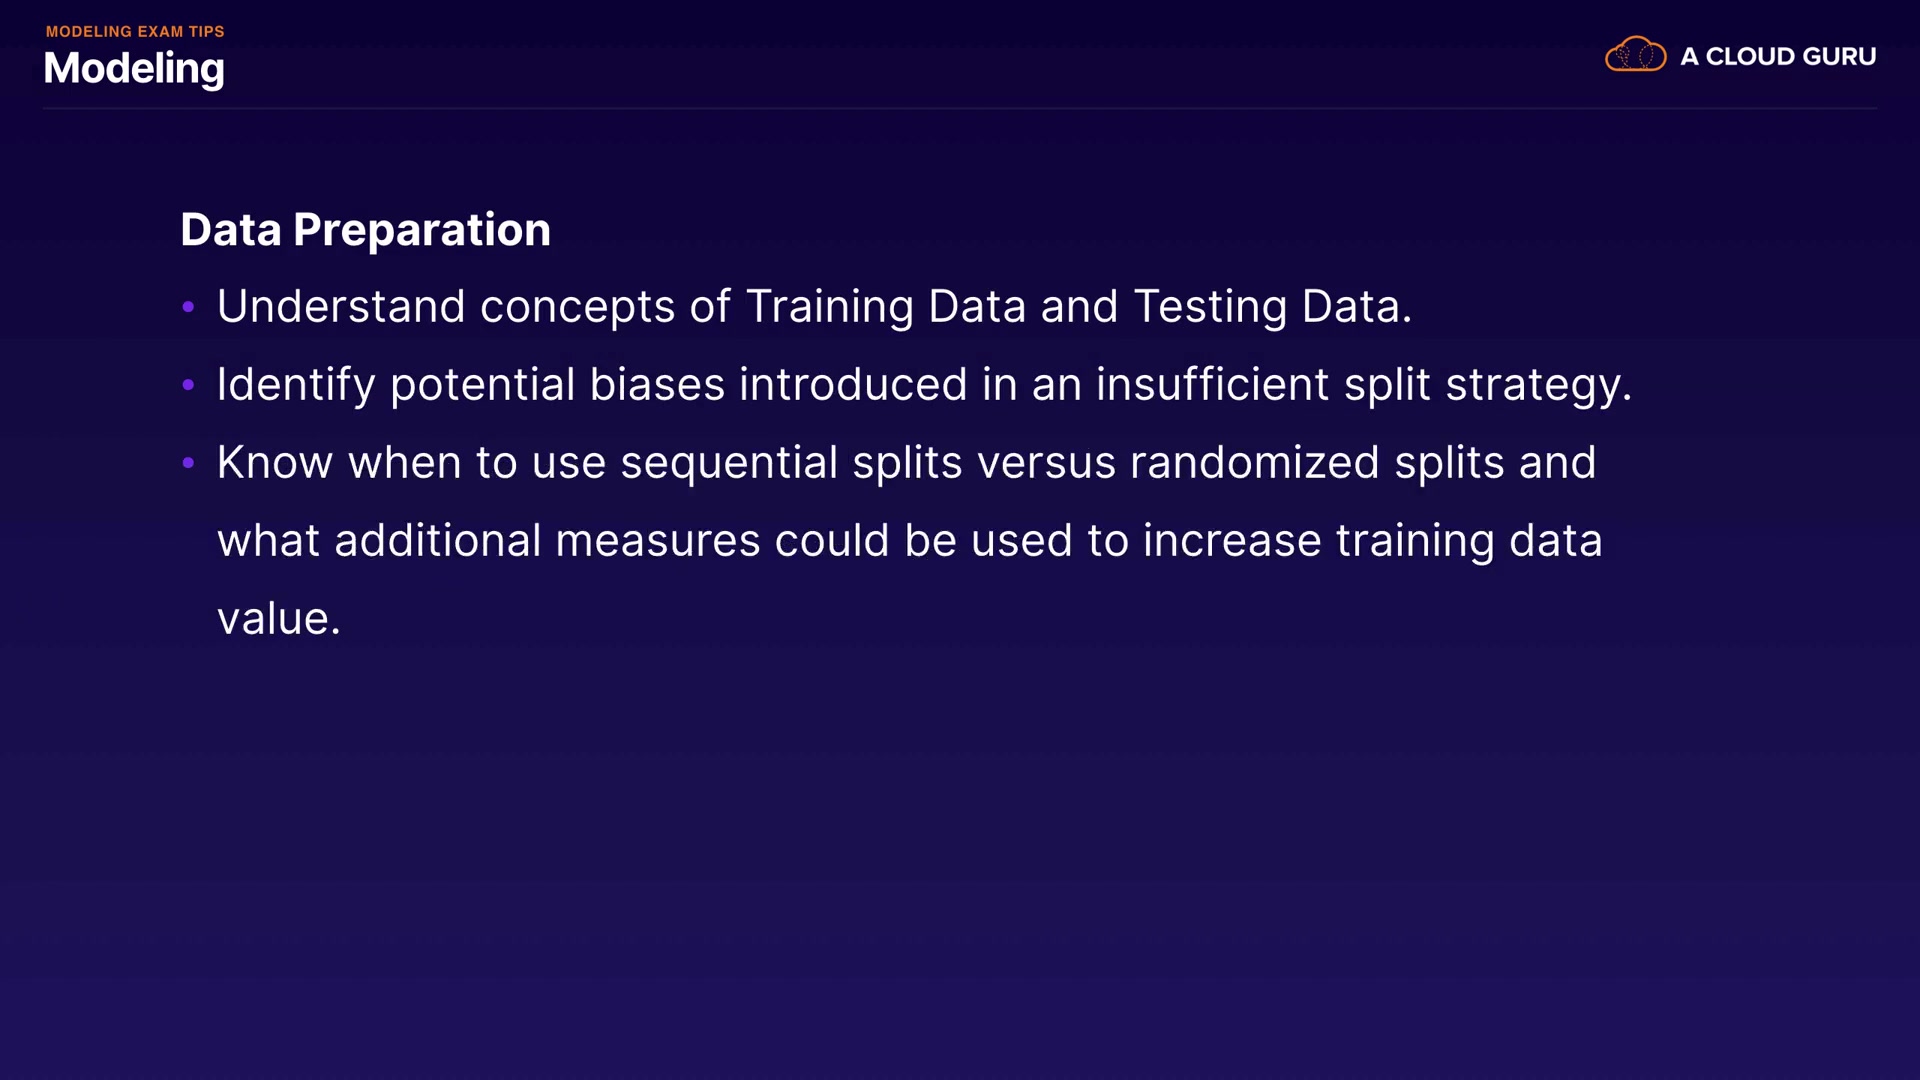 MODELING EXAM TIPS
Modeling
A CLOUD GURU
Data Preparation
• Understand concepts of Training Data and Testing Data.
• Identify potential biases introduced in an insufficient split strategy.
• Know when to use sequential splits versus randomized splits and
what additional measures could be used to increase training data
value.